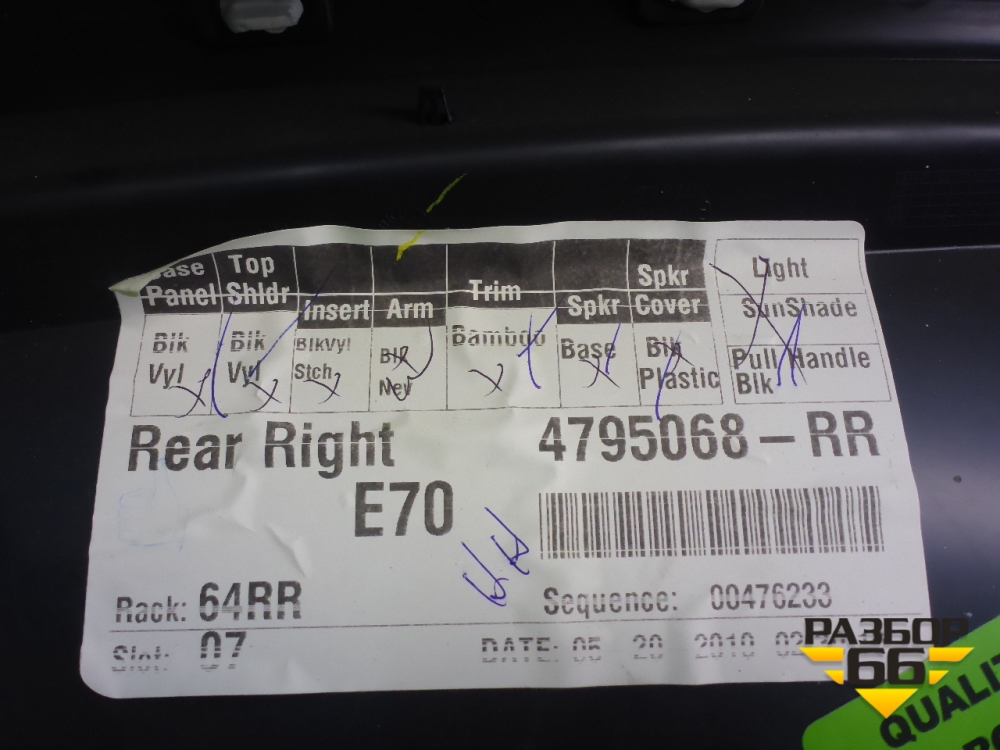 Base Top
Panel Shldr Insert Arm Trim Spkr Spkr Cover
Blk Vyl
Blk Vyl
BlkVyl Stch
Blk Nev
Bamboo
Base
Blk Plastic
Light
SunShade
Pull Handle
Blk
Rear Right 4795068-RR
E70
Rack: 64RR Sequence: 00476233
Slot: 07 DATE: 05 20 2010 02
РАЗБОР
66
QUALIT